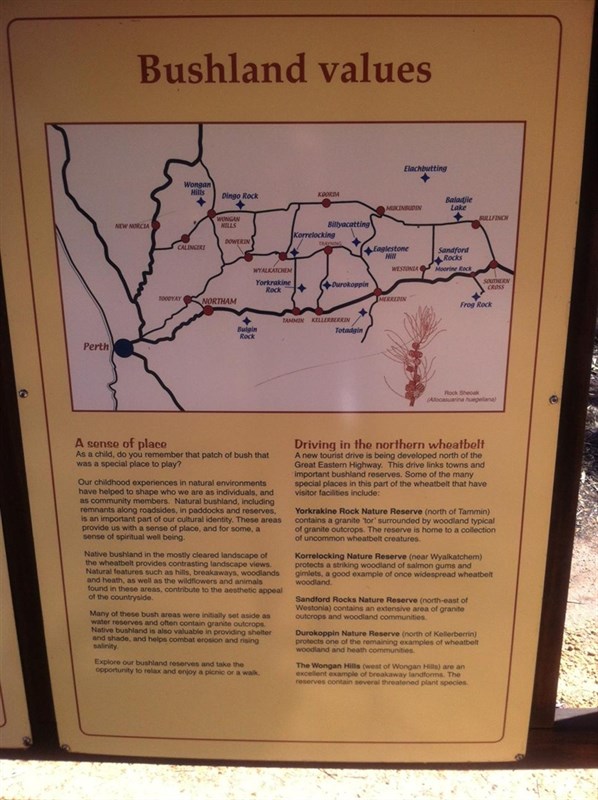 Bushland values
Elachbutting
Wongan
Hills
Dingo Rock
KOORDA
MUKINBUDIN
Baladjie
Lake
BULLFINCH
NEW NORCIA
WONGAN
HILLS
Billyacatting
CALINGIRI
DOWERIN
Korrelocking
TRAYNING
Eaglestone
Hill
Sandford
Rocks
WYALKATCHEM
WESTONIA
Moorine Rock
SOUTHERN
CROSS
Yorkrakine
Rock
Durokoppin
TOODYAY
NORTHAM
MERREDIN
Frog Rock
Buigin
Rock
TAMMIN
KELLERBERRIN
Totadgin
Perth
Rock Sheoak
(Allocasuarina huegeliana)
A sense of place
As a child, do you remember that patch of bush that
was a special place to play?
Our childhood experiences in natural environments
have helped to shape who we are as individuals, and
as community members. Natural bushland, including
remnants along roadsides, in paddocks and reserves,
is an important part of our cultural identity. These areas
provide us with a sense of place, and for some, a
sense of spiritual well being.
Native bushland in the mostly cleared landscape of
the wheatbelt provides contrasting landscape views.
Natural features such as hills, breakaways, woodlands
and heath, as well as the wildflowers and animals
found in these areas, contribute to the aesthetic appeal
of the countryside.
Many of these bush areas were initially set aside as
water reserves and often contain granite outcrops.
Native bushland is also valuable in providing shelter
and shade, and helps combat erosion and rising
salinity.
Explore our bushland reserves and take the
opportunity to relax and enjoy a picnic or a walk.
Driving in the northern wheatbelt
A new tourist drive is being developed north of the
Great Eastern Highway. This drive links towns and
important bushland reserves. Some of the many
special places in this part of the wheatbelt that have
visitor facilities include:
Yorkrakine Rock Nature Reserve (north of Tammin)
contains a granite 'tor' surrounded by woodland typical
of granite outcrops. The reserve is home to a collection
of uncommon wheatbelt creatures.
Korrelocking Nature Reserve (near Wyalkatchem)
protects a striking woodland of salmon gums and
gimlets, a good example of once widespread wheatbelt
woodland.
Sandford Rocks Nature Reserve (north-east of
Westonia) contains an extensive area of granite
outcrops and woodland communities.
Durokoppin Nature Reserve (north of Kellerberrin)
protects one of the remaining examples of wheatbelt
woodland and heath communities.
The Wongan Hills (west of Wongan Hills) are an
excellent example of breakaway landforms. The
reserves contain several threatened plant species.